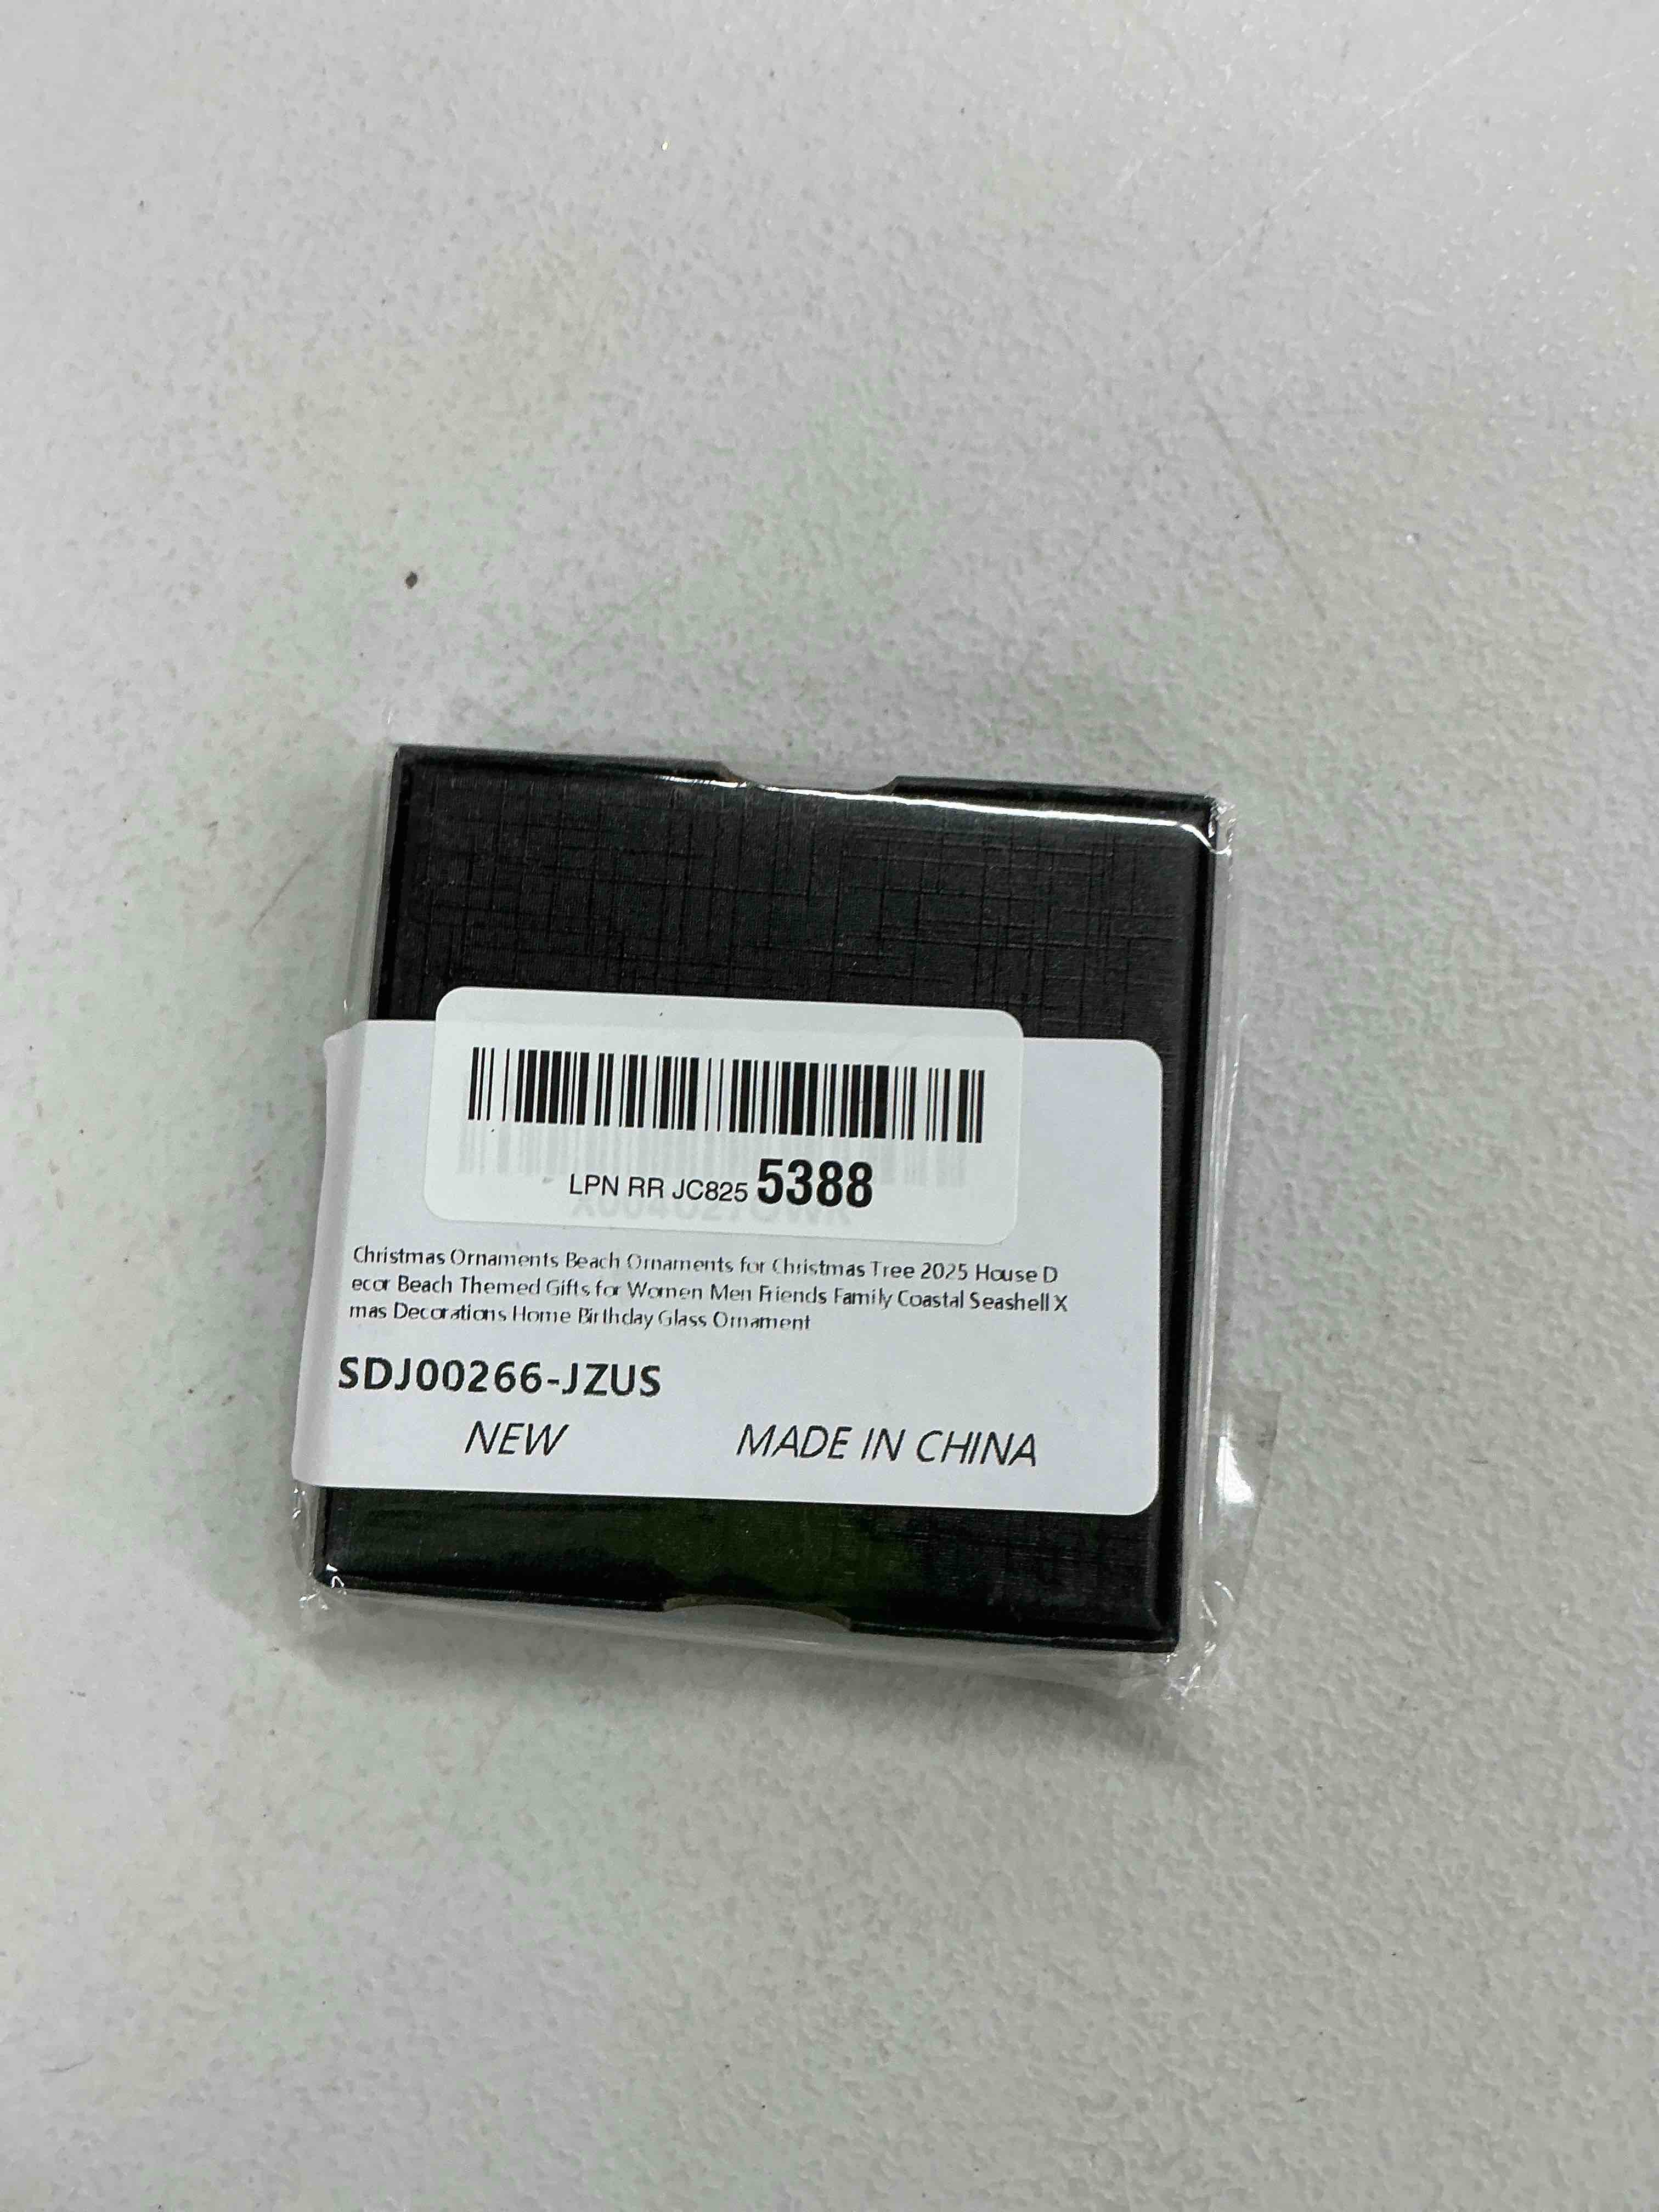 LPN RR JC825 5388
Christmas Ornaments Beach Ornaments for Christmas Tree 2025 House D
ecor Beach Themed Gifts for Women Men Friends Family Coastal Seashell X
mas Decorations Home Birthday Glass Ornament
SDJ00266-JZUS
NEW MADE IN CHINA